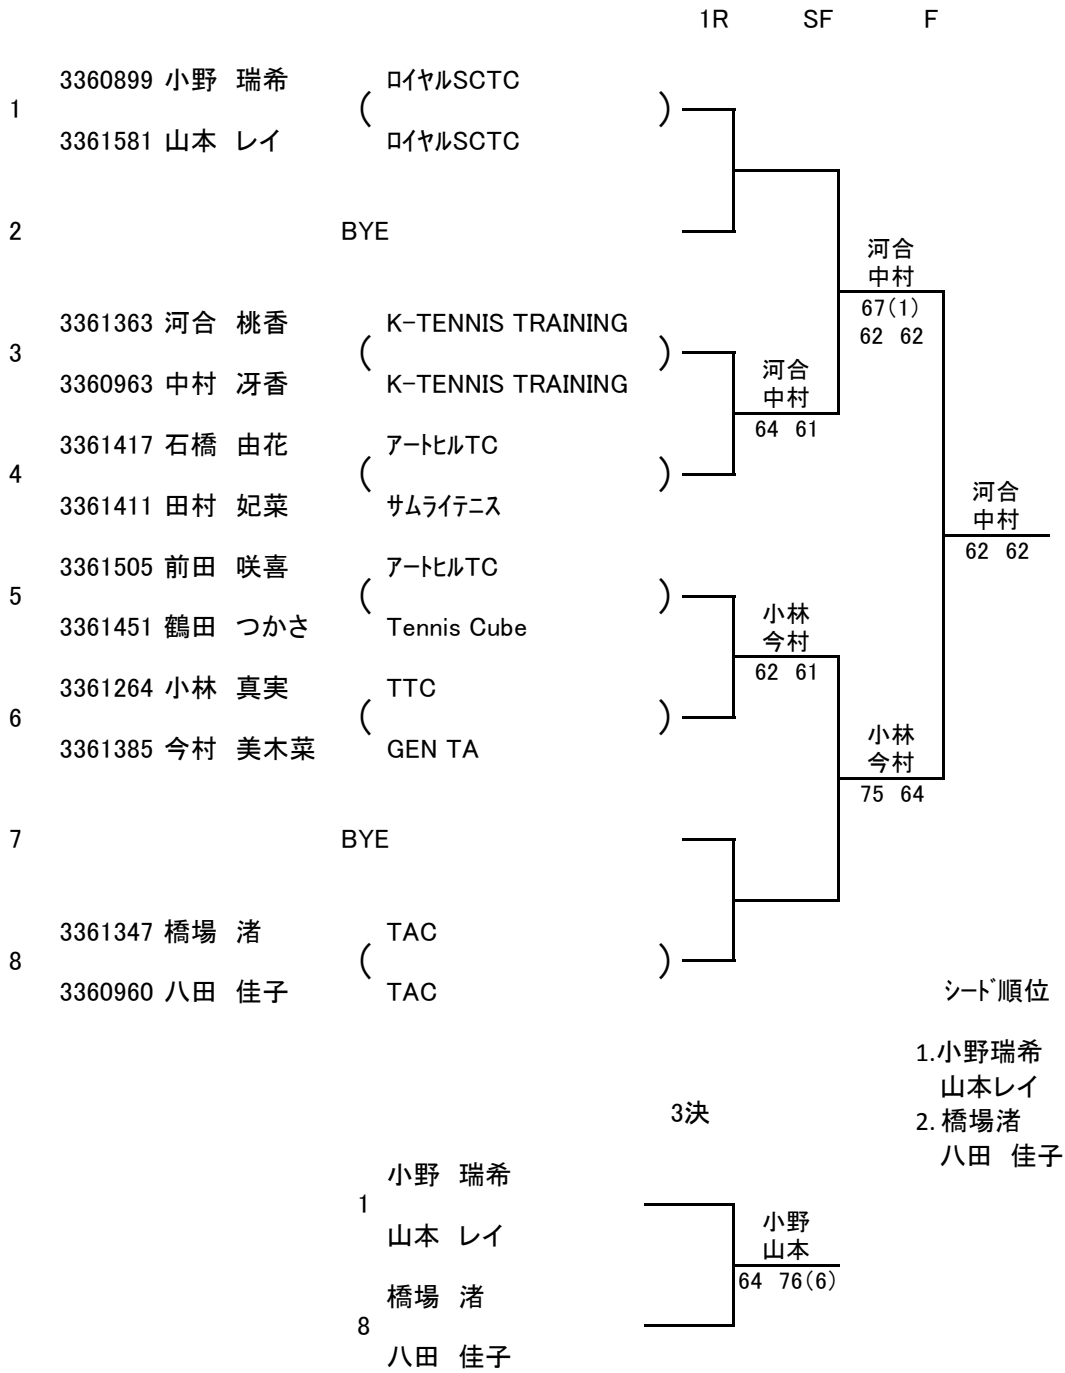 1R SF F
3360899 小野 瑞希 ﾛｲﾔﾙSCTC
1 ( )
3361581 山本 レイ ﾛｲﾔﾙSCTC
2 BYE
河合
中村
67(1)
62 62
3361363 河合 桃香 K-TENNIS TRAINING
3 ( )
3360963 中村 冴香 K-TENNIS TRAINING
河合
中村
64 61
3361417 石橋 由花 ｱｰﾄﾋﾙTC
4 ( )
3361411 田村 妃菜 ｻﾑﾗｲﾃﾆｽ
河合
中村
62 62
3361505 前田 咲喜 ｱｰﾄﾋﾙTC
5 ( )
3361451 鶴田 つかさ Tennis Cube
小林
今村
62 61
3361264 小林 真実 TTC
6 ( )
3361385 今村 美木菜 GEN TA
小林
今村
75 64
7 BYE
3361347 橋場 渚 TAC
8 ( )
3360960 八田 佳子 TAC
ｼｰﾄﾞ順位
1.小野瑞希
山本レイ
2.橋場渚
八田 佳子
3決
小野 瑞希
1
山本 レイ
小野
山本
64 76(6)
橋場 渚
8
八田 佳子